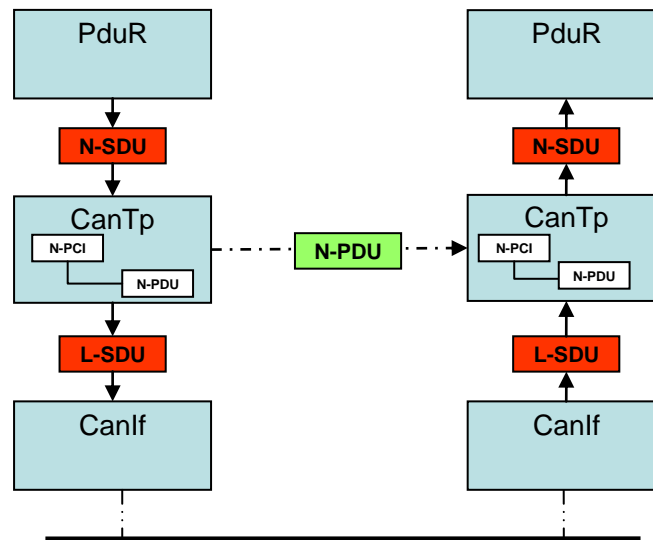 PduR
PduR
N-SDU
N-SDU
CanTp
CanTp
N-PCI
N-PDU
N-PDU
N-PCI
N-PDU
L-SDU
L-SDU
CanIf
CanIf